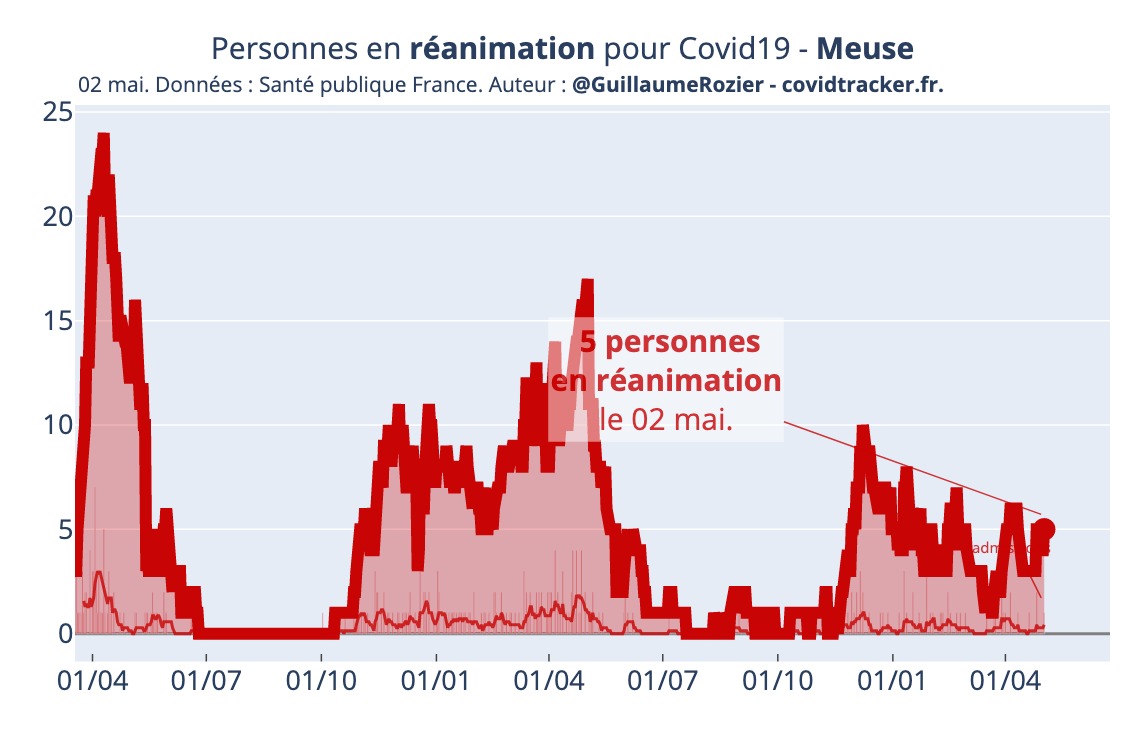 Personnes en réanimation pour Covid19 - Meuse
02 mai. Données : Santé publique France. Auteur : @GuillaumeRozier - covidtracker.fr.
25
20
15
10
5
0
5 personnes
en réanimation
le 02 mai.
01/04 01/07 01/10 01/01 01/04 01/07 01/10 01/01 01/04